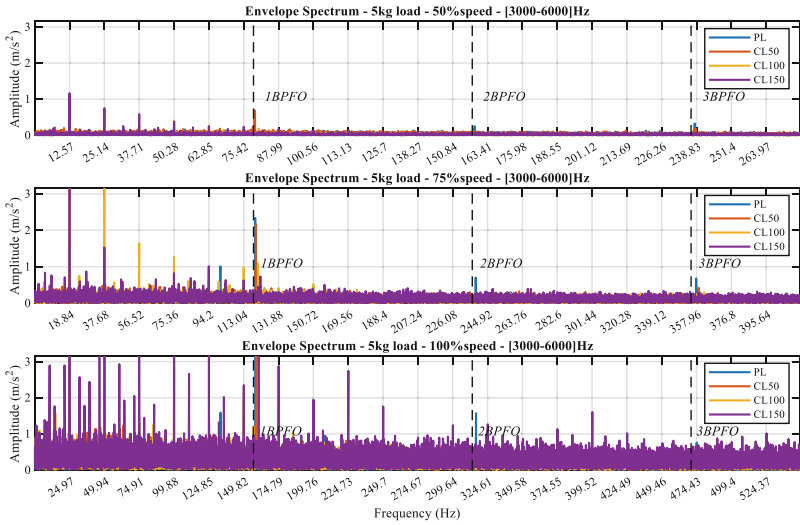 Envelope Spectrum - 5kg load - 50%speed - [3000-6000]Hz
Amplitude (m/s²)
3
2
1
0
1BPFO
2BPFO
3BPFO
PL
CL50
CL100
CL150
12.57 25.14 37.71 50.28 62.85 75.42 87.99 100.56 113.13 125.7 138.27 150.84 163.41 175.98 188.55 201.12 213.69 226.26 238.83 251.4 263.97
Envelope Spectrum - 5kg load - 75%speed - [3000-6000]Hz
Amplitude (m/s²)
3
2
1
0
1BPFO
2BPFO
3BPFO
PL
CL50
CL100
CL150
18.84 37.68 56.52 75.36 94.2 113.04 131.88 150.72 169.56 188.4 207.24 226.08 244.92 263.76 282.6 301.44 320.28 339.12 357.96 376.8 395.64
Envelope Spectrum - 5kg load - 100%speed - [3000-6000]Hz
Amplitude (m/s²)
3
2
1
0
1BPFO
2BPFO
3BPFO
PL
CL50
CL100
CL150
24.97 49.94 74.91 99.88 124.85 149.82 174.79 199.76 224.73 249.7 274.67 299.64 324.61 349.58 374.55 399.52 424.49 449.46 474.43 499.4 524.37
Frequency (Hz)